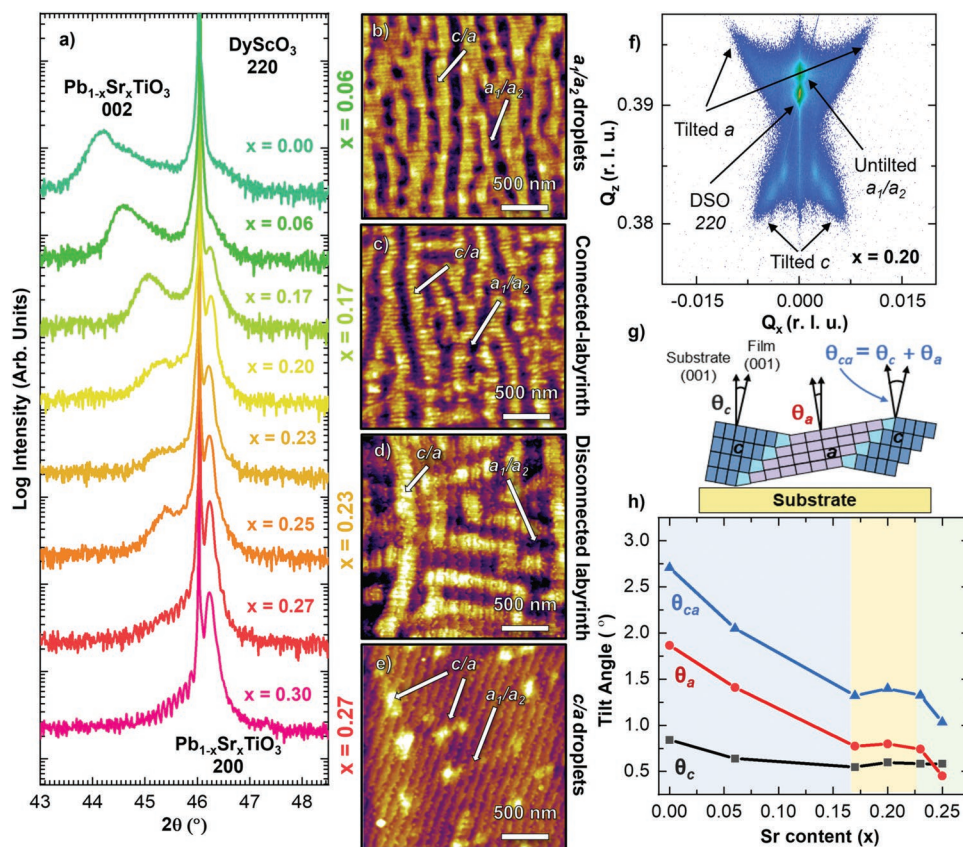 a)
DyScO3
220
Pb1-xSrxTiO3
002
x = 0.00
x = 0.06
x = 0.17
x = 0.20
x = 0.23
x = 0.25
x = 0.27
x = 0.30
Pb1-xSrxTiO3
200
Log Intensity (Arb. Units)
43 44 45 46 47 48
2θ (°)
x = 0.06
b)
c/a
a1/a2
500 nm
a1/a2 droplets
x = 0.17
c)
c/a
a1/a2
500 nm
Connected-labyrinth
x = 0.23
d)
c/a
a1/a2
500 nm
Disconnected labyrinth
x = 0.27
e)
c/a
a1/a2
500 nm
c/a droplets
f)
0.39
0.38
Qz (r. l. u.)
Tilted a
Untilted
a1/a2
DSO
220
Tilted c
x = 0.20
-0.015 0.000 0.015
Qx (r. l. u.)
g)
Substrate
(001)
Film
(001)
θca = θc + θa
θc
θa
c
a
c
Substrate
h)
3.0
2.5
2.0
1.5
1.0
0.5
Tilt Angle (°)
θca
θa
θc
0.00 0.05 0.10 0.15 0.20 0.25
Sr content (x)